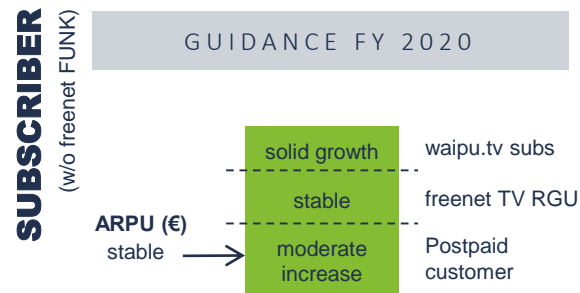 SUBSCRIBER
(w/o freenet FUNK)
GUIDANCE FY 2020
solid growth
waipu.tv subs
stable
freenet TV RGU
ARPU (€)
stable
moderate
increase
Postpaid
customer